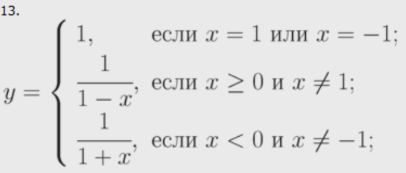 13.
y = { 1, если x = 1 или x = −1;
1/(1 − x), если x ≥ 0 и x ≠ 1;
1/(1 + x), если x < 0 и x ≠ −1;